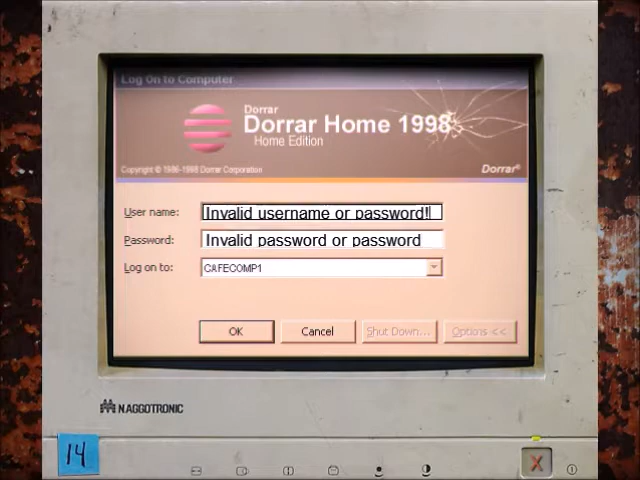 Log On to Computer
Dorrar
Dorrar Home 1998
Home Edition
Copyright © 1986-1998 Dorrar Corporation
Dorrar®
User name: Invalid username or password!
Password: Invalid password or password
Log on to: CAFECOMP1
OK Cancel Shut Down... Options <<
NAGGOTRONIC
14
X